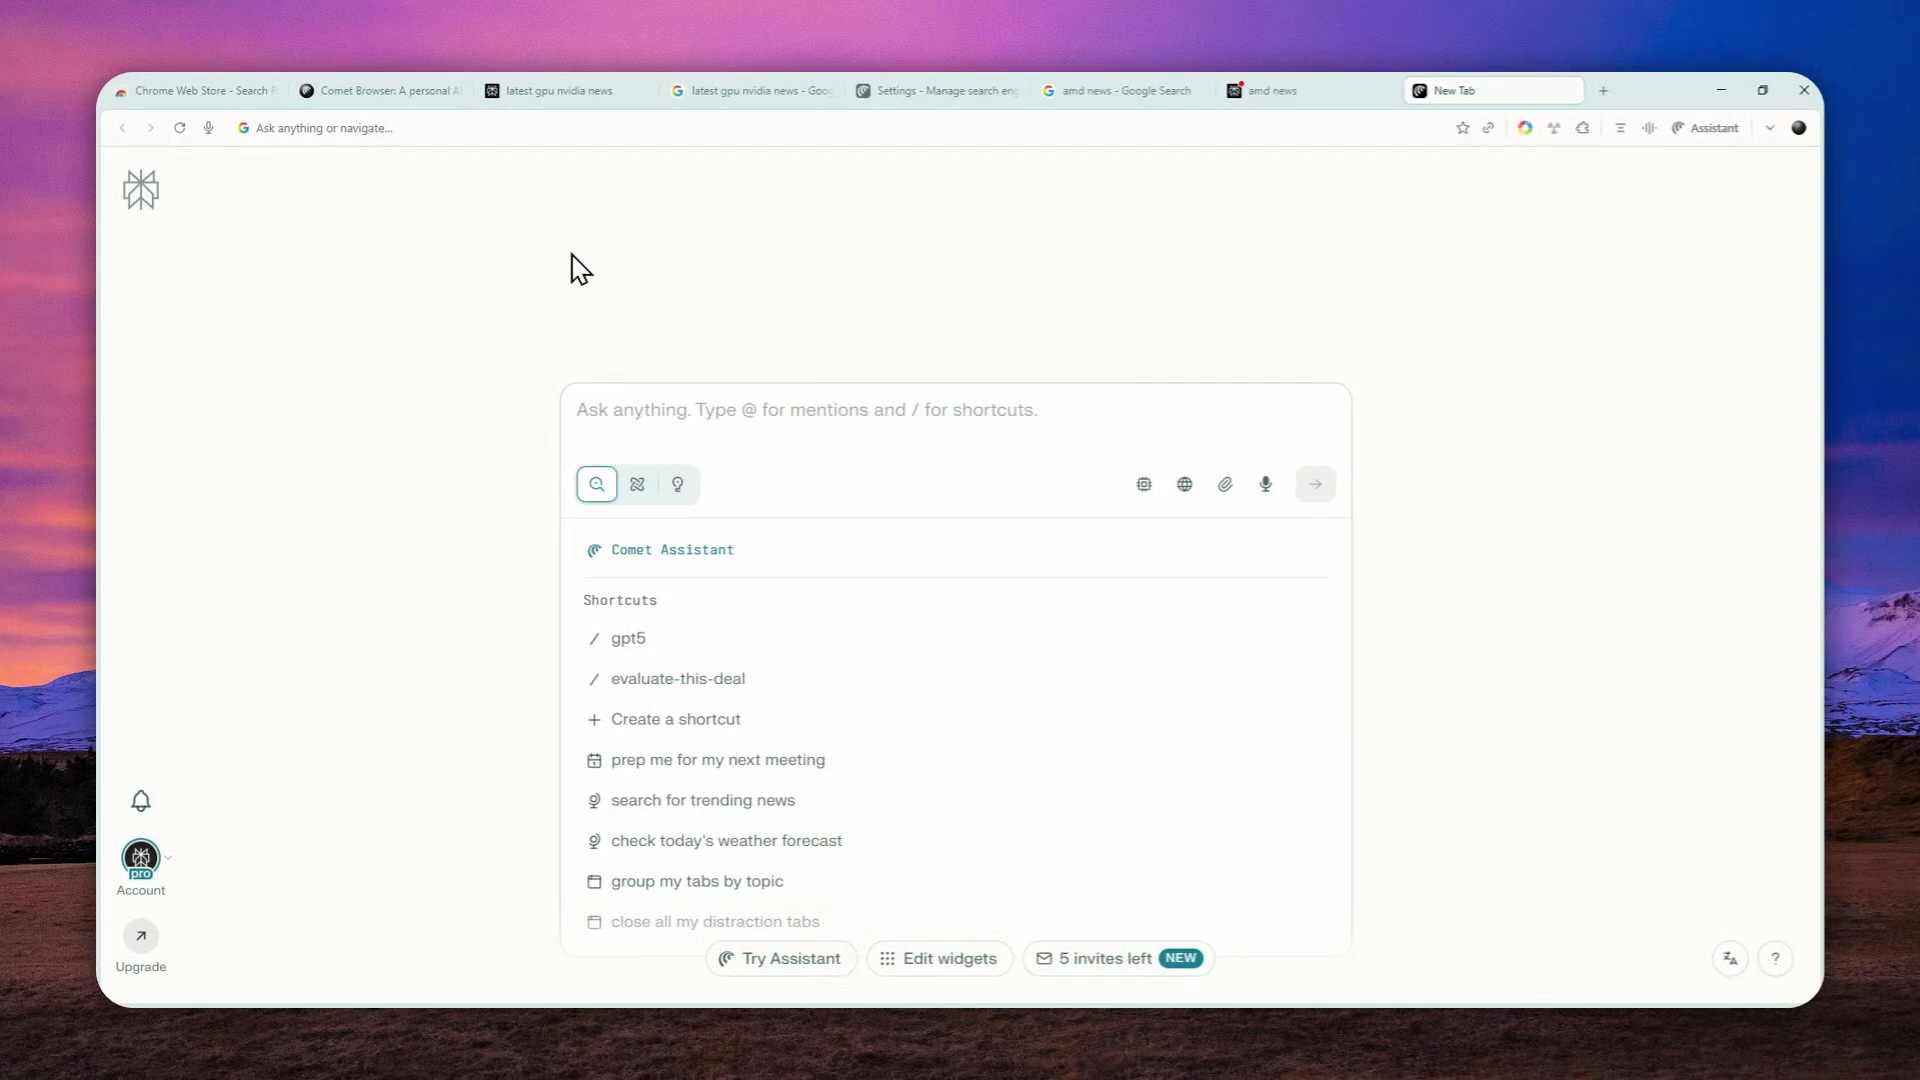 Chrome Web Store - Search R
Comet Browser: A personal A
latest gpu nvidia news
latest gpu nvidia news - Goo
Settings - Manage search eng
amd news - Google Search
amd news
New Tab
Ask anything or navigate...
Assistant
Ask anything. Type @ for mentions and / for shortcuts.
Comet Assistant
Shortcuts
/ gpt5
/ evaluate-this-deal
+ Create a shortcut
prep me for my next meeting
search for trending news
check today's weather forecast
group my tabs by topic
close all my distraction tabs
pro
Account
Upgrade
Try Assistant
Edit widgets
5 invites left NEW
?